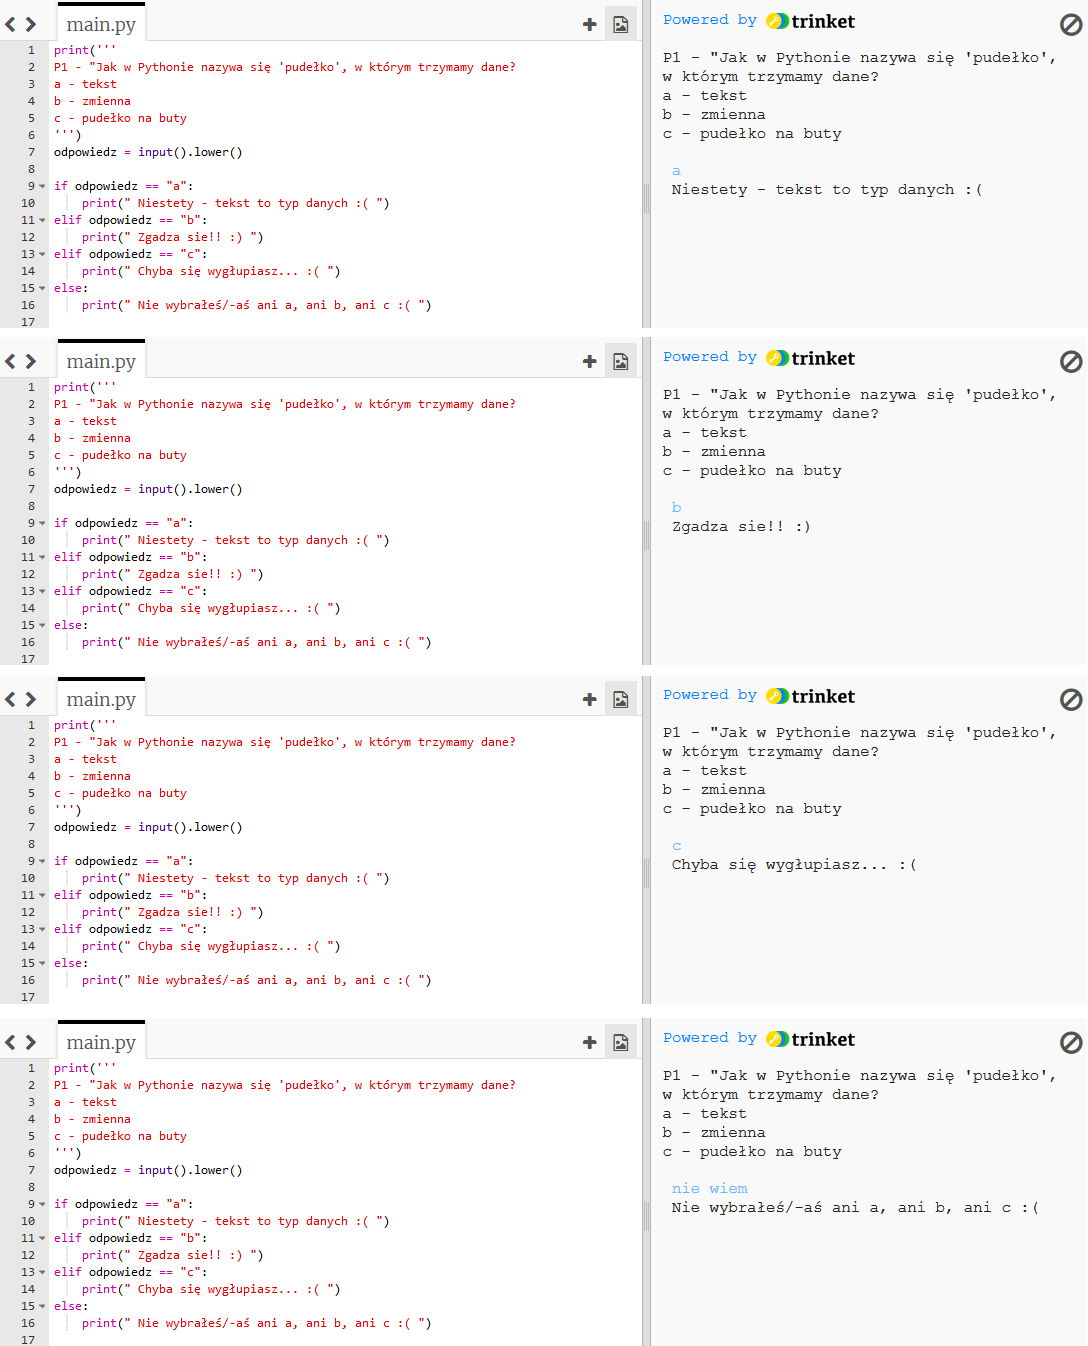 main.py
1 print('''
2 P1 - "Jak w Pythonie nazywa się 'pudełko', w którym trzymamy dane?
3 a - tekst
4 b - zmienna
5 c - pudełko na buty
6 ''')
7 odpowiedz = input().lower()
8
9 if odpowiedz == "a":
10 print(" Niestety - tekst to typ danych :( ")
11 elif odpowiedz == "b":
12 print(" Zgadza sie!! :) ")
13 elif odpowiedz == "c":
14 print(" Chyba się wygłupiasz... :( ")
15 else:
16 print(" Nie wybrałeś/-aś ani a, ani b, ani c :( ")
17
Powered by trinket
P1 - "Jak w Pythonie nazywa się 'pudełko',
w którym trzymamy dane?
a - tekst
b - zmienna
c - pudełko na buty
a
Niestety - tekst to typ danych :(
main.py
1 print('''
2 P1 - "Jak w Pythonie nazywa się 'pudełko', w którym trzymamy dane?
3 a - tekst
4 b - zmienna
5 c - pudełko na buty
6 ''')
7 odpowiedz = input().lower()
8
9 if odpowiedz == "a":
10 print(" Niestety - tekst to typ danych :( ")
11 elif odpowiedz == "b":
12 print(" Zgadza sie!! :) ")
13 elif odpowiedz == "c":
14 print(" Chyba się wygłupiasz... :( ")
15 else:
16 print(" Nie wybrałeś/-aś ani a, ani b, ani c :( ")
17
Powered by trinket
P1 - "Jak w Pythonie nazywa się 'pudełko',
w którym trzymamy dane?
a - tekst
b - zmienna
c - pudełko na buty
b
Zgadza sie!! :)
main.py
1 print('''
2 P1 - "Jak w Pythonie nazywa się 'pudełko', w którym trzymamy dane?
3 a - tekst
4 b - zmienna
5 c - pudełko na buty
6 ''')
7 odpowiedz = input().lower()
8
9 if odpowiedz == "a":
10 print(" Niestety - tekst to typ danych :( ")
11 elif odpowiedz == "b":
12 print(" Zgadza sie!! :) ")
13 elif odpowiedz == "c":
14 print(" Chyba się wygłupiasz... :( ")
15 else:
16 print(" Nie wybrałeś/-aś ani a, ani b, ani c :( ")
17
Powered by trinket
P1 - "Jak w Pythonie nazywa się 'pudełko',
w którym trzymamy dane?
a - tekst
b - zmienna
c - pudełko na buty
c
Chyba się wygłupiasz... :(
main.py
1 print('''
2 P1 - "Jak w Pythonie nazywa się 'pudełko', w którym trzymamy dane?
3 a - tekst
4 b - zmienna
5 c - pudełko na buty
6 ''')
7 odpowiedz = input().lower()
8
9 if odpowiedz == "a":
10 print(" Niestety - tekst to typ danych :( ")
11 elif odpowiedz == "b":
12 print(" Zgadza sie!! :) ")
13 elif odpowiedz == "c":
14 print(" Chyba się wygłupiasz... :( ")
15 else:
16 print(" Nie wybrałeś/-aś ani a, ani b, ani c :( ")
17
Powered by trinket
P1 - "Jak w Pythonie nazywa się 'pudełko',
w którym trzymamy dane?
a - tekst
b - zmienna
c - pudełko na buty
nie wiem
Nie wybrałeś/-aś ani a, ani b, ani c :(